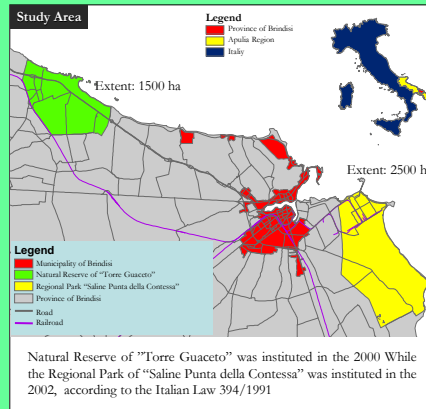 Study Area
Legend
Province of Brindisi
Apulia Region
Italiy
Extent: 1500 ha
Extent: 2500 h
Legend
Municipality of Brindisi
Natural Reserve of "Torre Guaceto"
Regional Park "Saline Punta della Contessa"
Province of Brindisi
Road
Railroad
Natural Reserve of ”Torre Guaceto” was instituted in the 2000 While
the Regional Park of “Saline Punta della Contessa” was instituted in the
2002, according to the Italian Law 394/1991